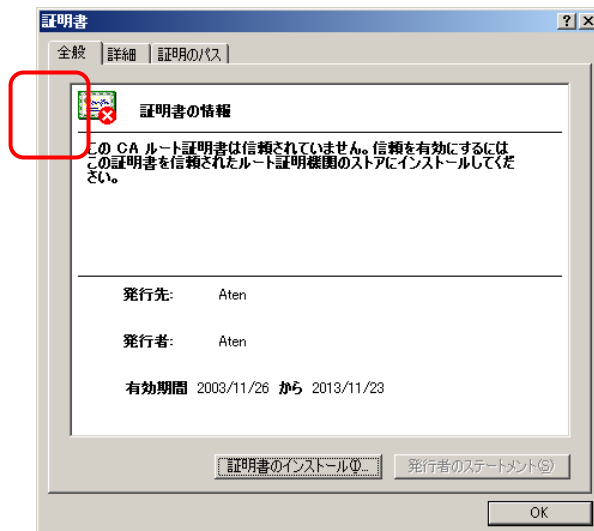 証明書
全般 詳細 証明のパス
証明書の情報
この CA ルート証明書は信頼されていません。信頼を有効にするには
この証明書を信頼されたルート証明機関のストアにインストールしてくだ
さい。
発行先: Aten
発行者: Aten
有効期間 2003/11/26 から 2013/11/23
証明書のインストール(I)... 発行者のステートメント(S)
OK